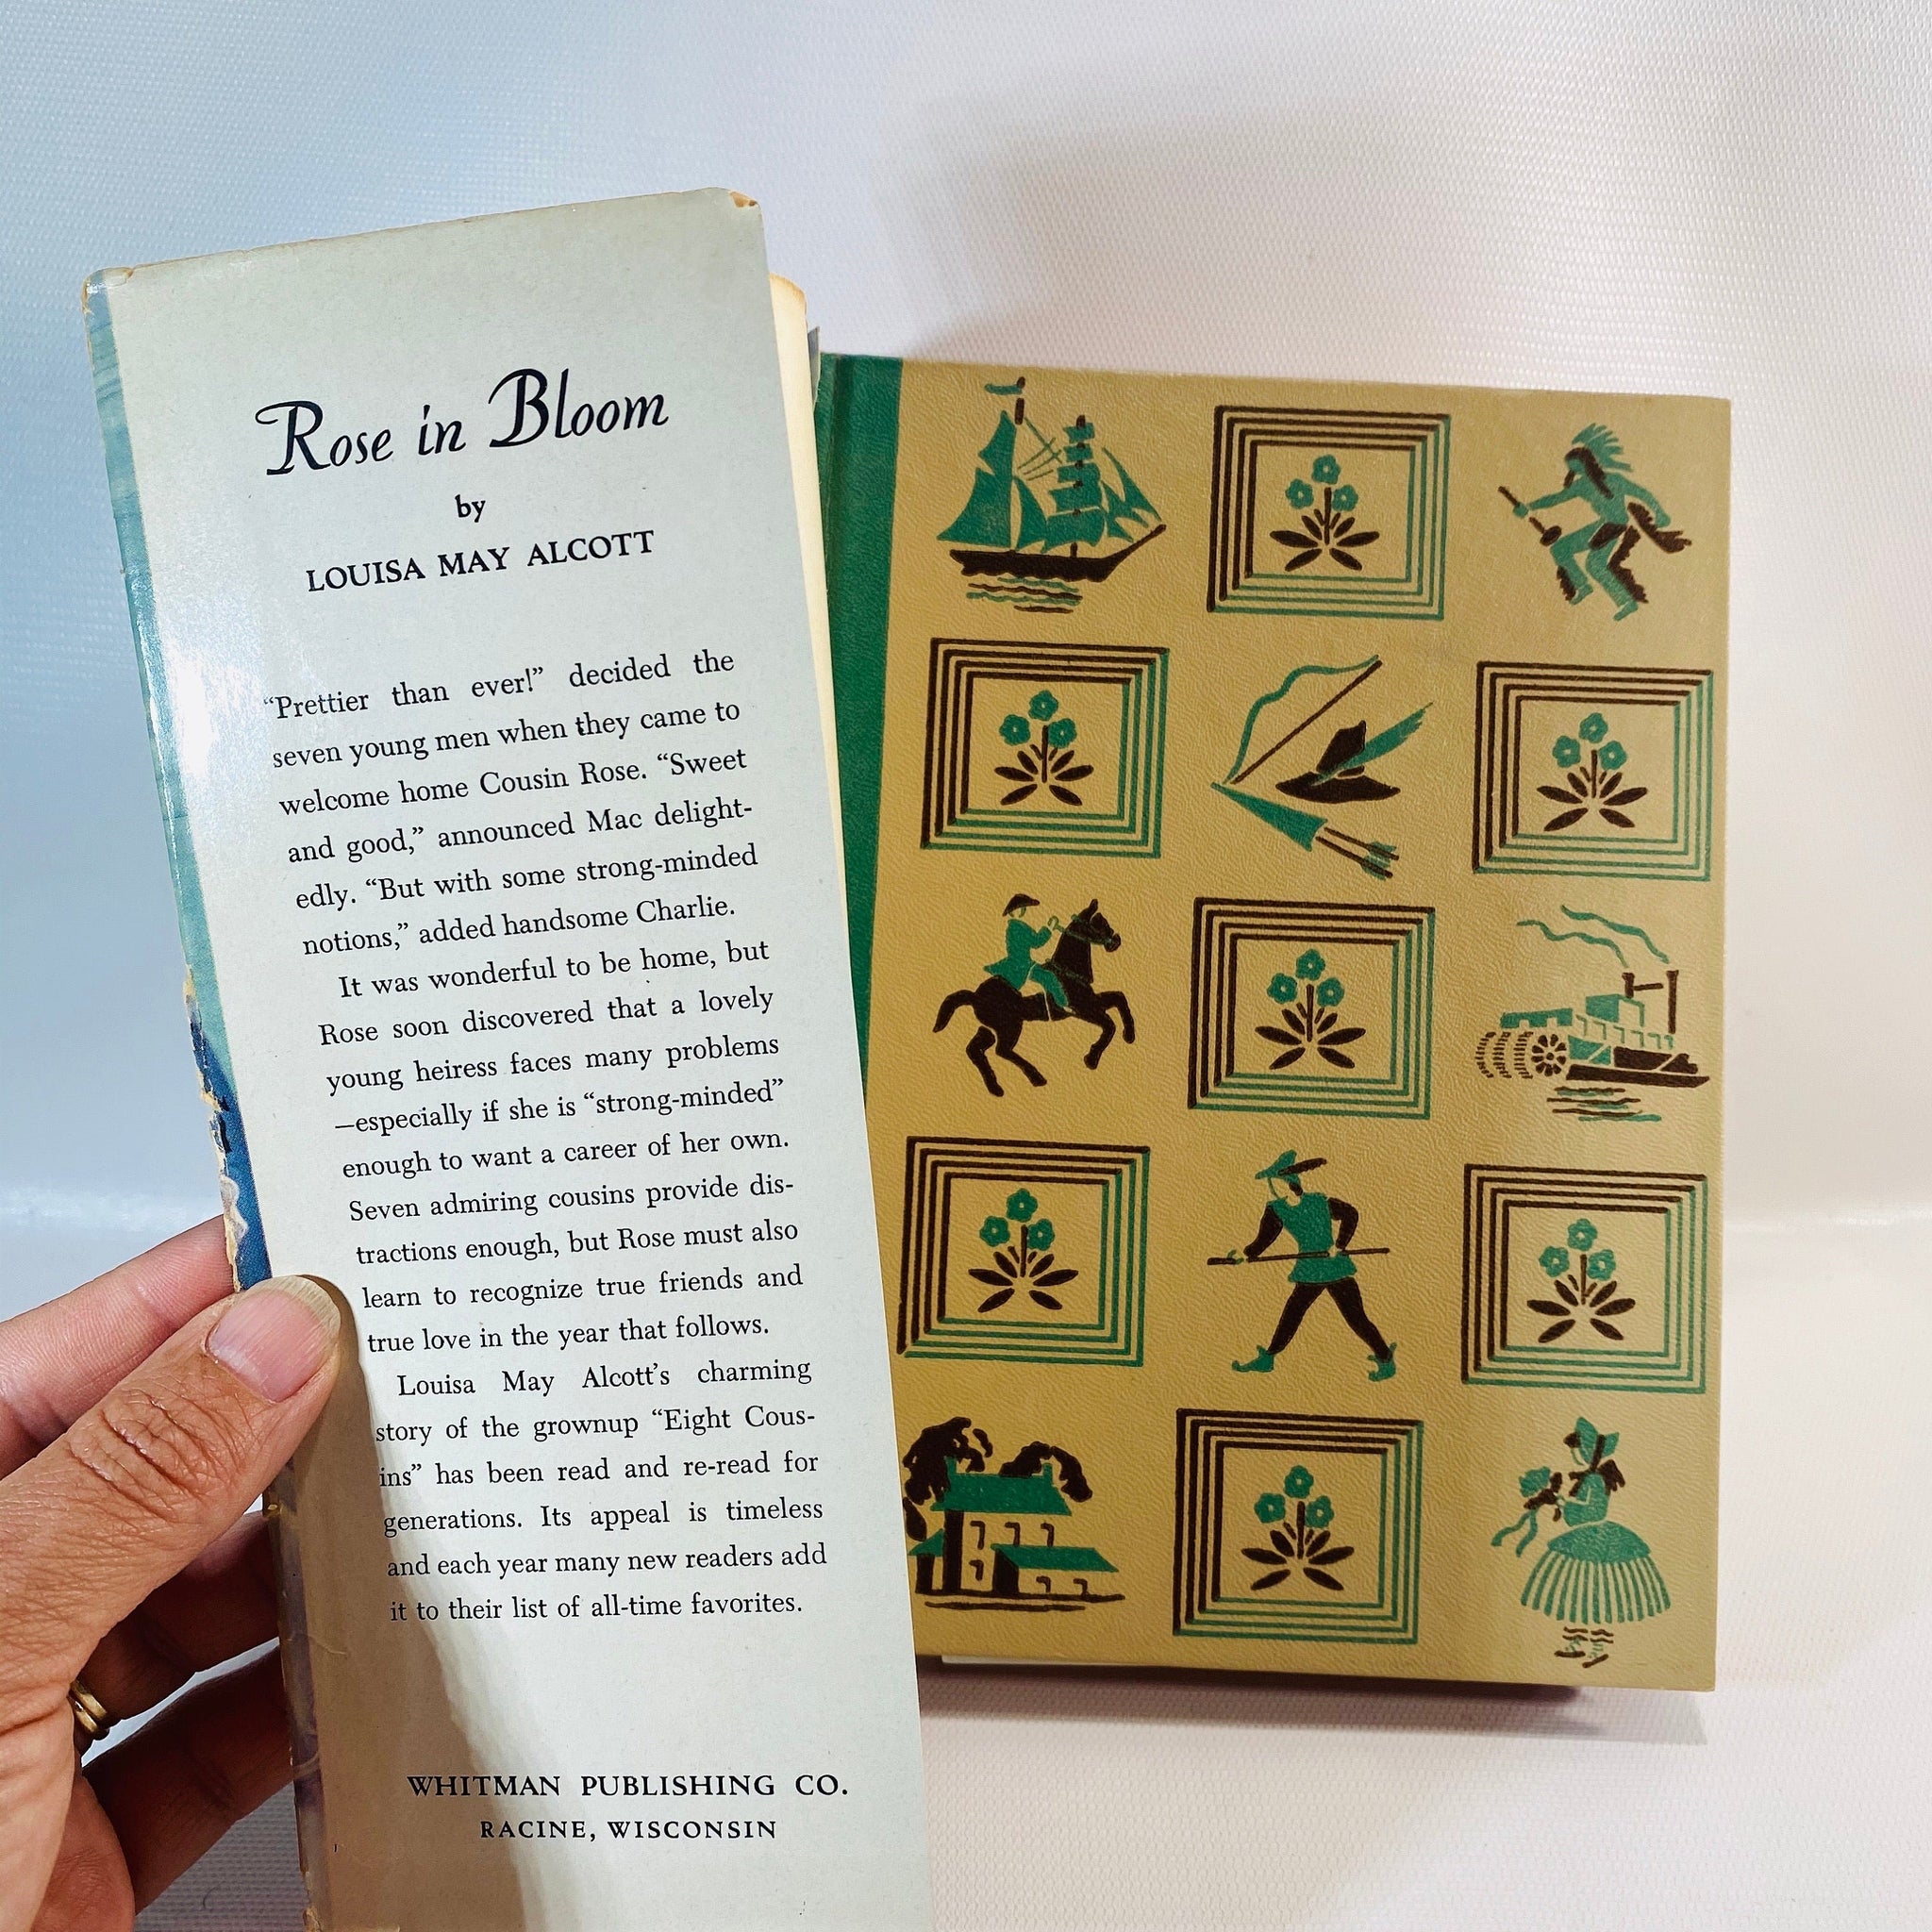 Rose in Bloom
by
LOUISA MAY ALCOTT
“Prettier than ever!” decided the
seven young men when they came to
welcome home Cousin Rose. “Sweet
and good,” announced Mac delight-
edly. “But with some strong-minded
notions,” added handsome Charlie.
It was wonderful to be home, but
Rose soon discovered that a lovely
young heiress faces many problems
—especially if she is “strong-minded”
enough to want a career of her own.
Seven admiring cousins provide dis-
tractions enough, but Rose must also
learn to recognize true friends and
true love in the year that follows.
Louisa May Alcott’s charming
story of the grownup “Eight Cous-
ins” has been read and re-read for
generations. Its appeal is timeless
and each year many new readers add
it to their list of all-time favorites.
WHITMAN PUBLISHING CO.
RACINE, WISCONSIN